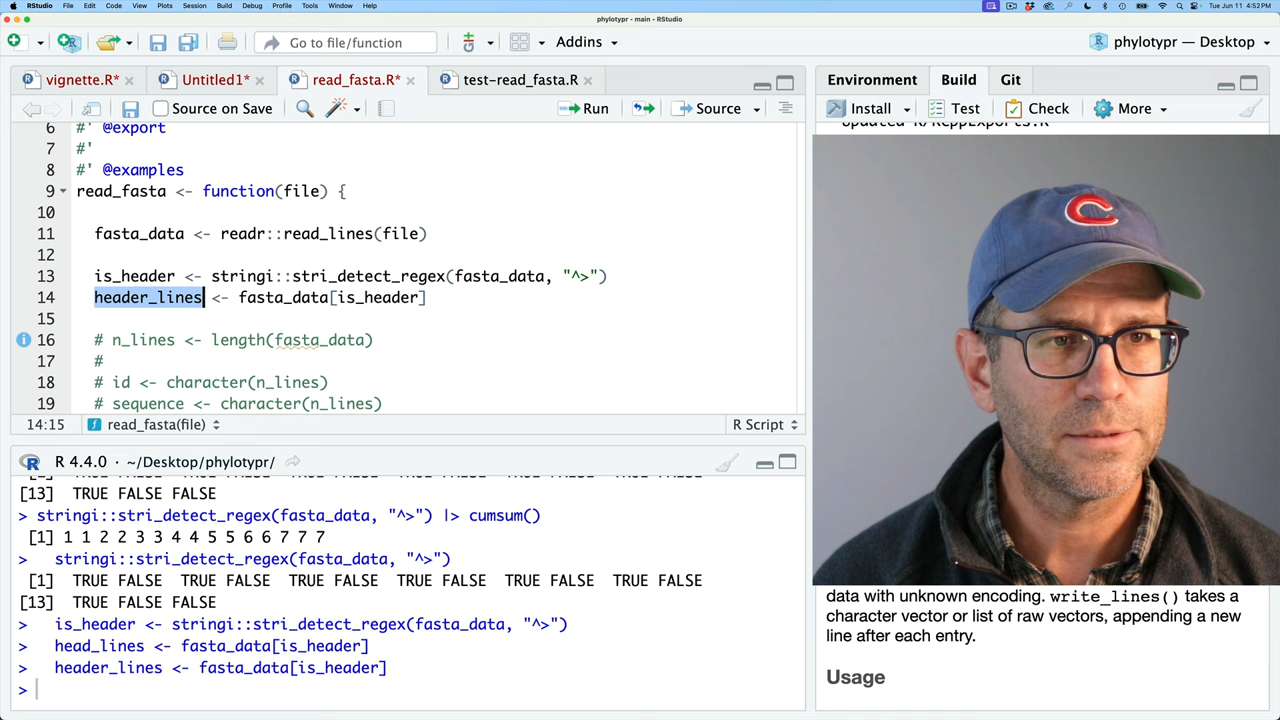 RStudio File Edit Code View Plots Session Build Debug Profile Tools Window Help
Tue Jun 11 4:52 PM
phylotypr - main - RStudio
Go to file/function
Addins
phylotypr — Desktop
vignette.R*
Untitled1*
read_fasta.R*
test-read_fasta.R
Source on Save
Run
Source
6 #' @export
7 #'
8 #' @examples
9 read_fasta <- function(file) {
10
11 fasta_data <- readr::read_lines(file)
12
13 is_header <- stringi::stri_detect_regex(fasta_data, "^>")
14 header_lines <- fasta_data[is_header]
15
16 # n_lines <- length(fasta_data)
17 #
18 # id <- character(n_lines)
19 # sequence <- character(n_lines)
14:15 read_fasta(file) R Script
R 4.4.0 · ~/Desktop/phylotypr/
[13] TRUE FALSE FALSE
> stringi::stri_detect_regex(fasta_data, "^>") |> cumsum()
[1] 1 1 2 2 3 3 4 4 5 5 6 6 7 7 7
> stringi::stri_detect_regex(fasta_data, "^>")
[1] TRUE FALSE TRUE FALSE TRUE FALSE TRUE FALSE TRUE FALSE TRUE FALSE
[13] TRUE FALSE FALSE
> is_header <- stringi::stri_detect_regex(fasta_data, "^>")
> head_lines <- fasta_data[is_header]
> header_lines <- fasta_data[is_header]
>
Environment Build Git
Install Test Check More
C
data with unknown encoding. write_lines() takes a
character vector or list of raw vectors, appending a new
line after each entry.
Usage